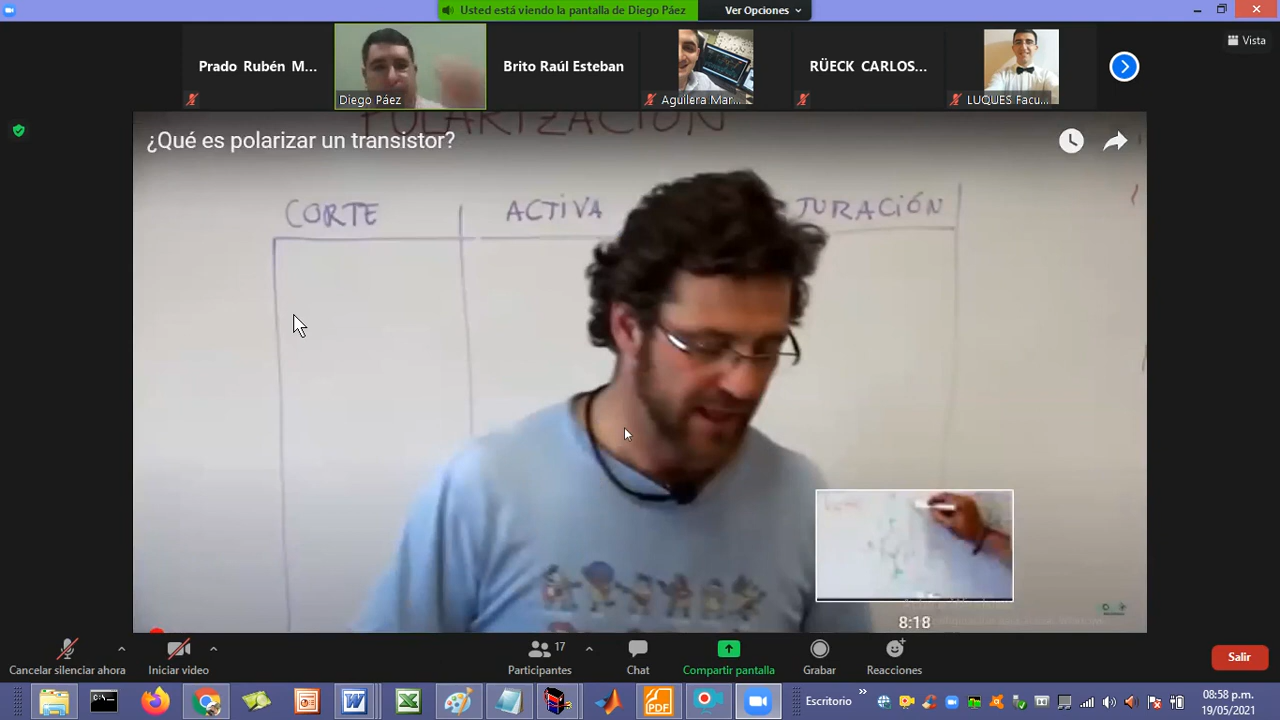 Usted está viendo la pantalla de Diego Páez
Ver Opciones
Vista
Prado Rubén M...
Diego Páez
Brito Raúl Esteban
Aguilera Mar...
RÜECK CARLOS...
LUQUES Facu...
POLARIZACIÓN
¿Qué es polarizar un transistor?
CORTE
ACTIVA
TURACIÓN
8:18
Cancelar silenciar ahora
Iniciar video
17
Participantes
Chat
Compartir pantalla
Grabar
Reacciones
Salir
PDF
Escritorio
»
08:58 p.m.
19/05/2021